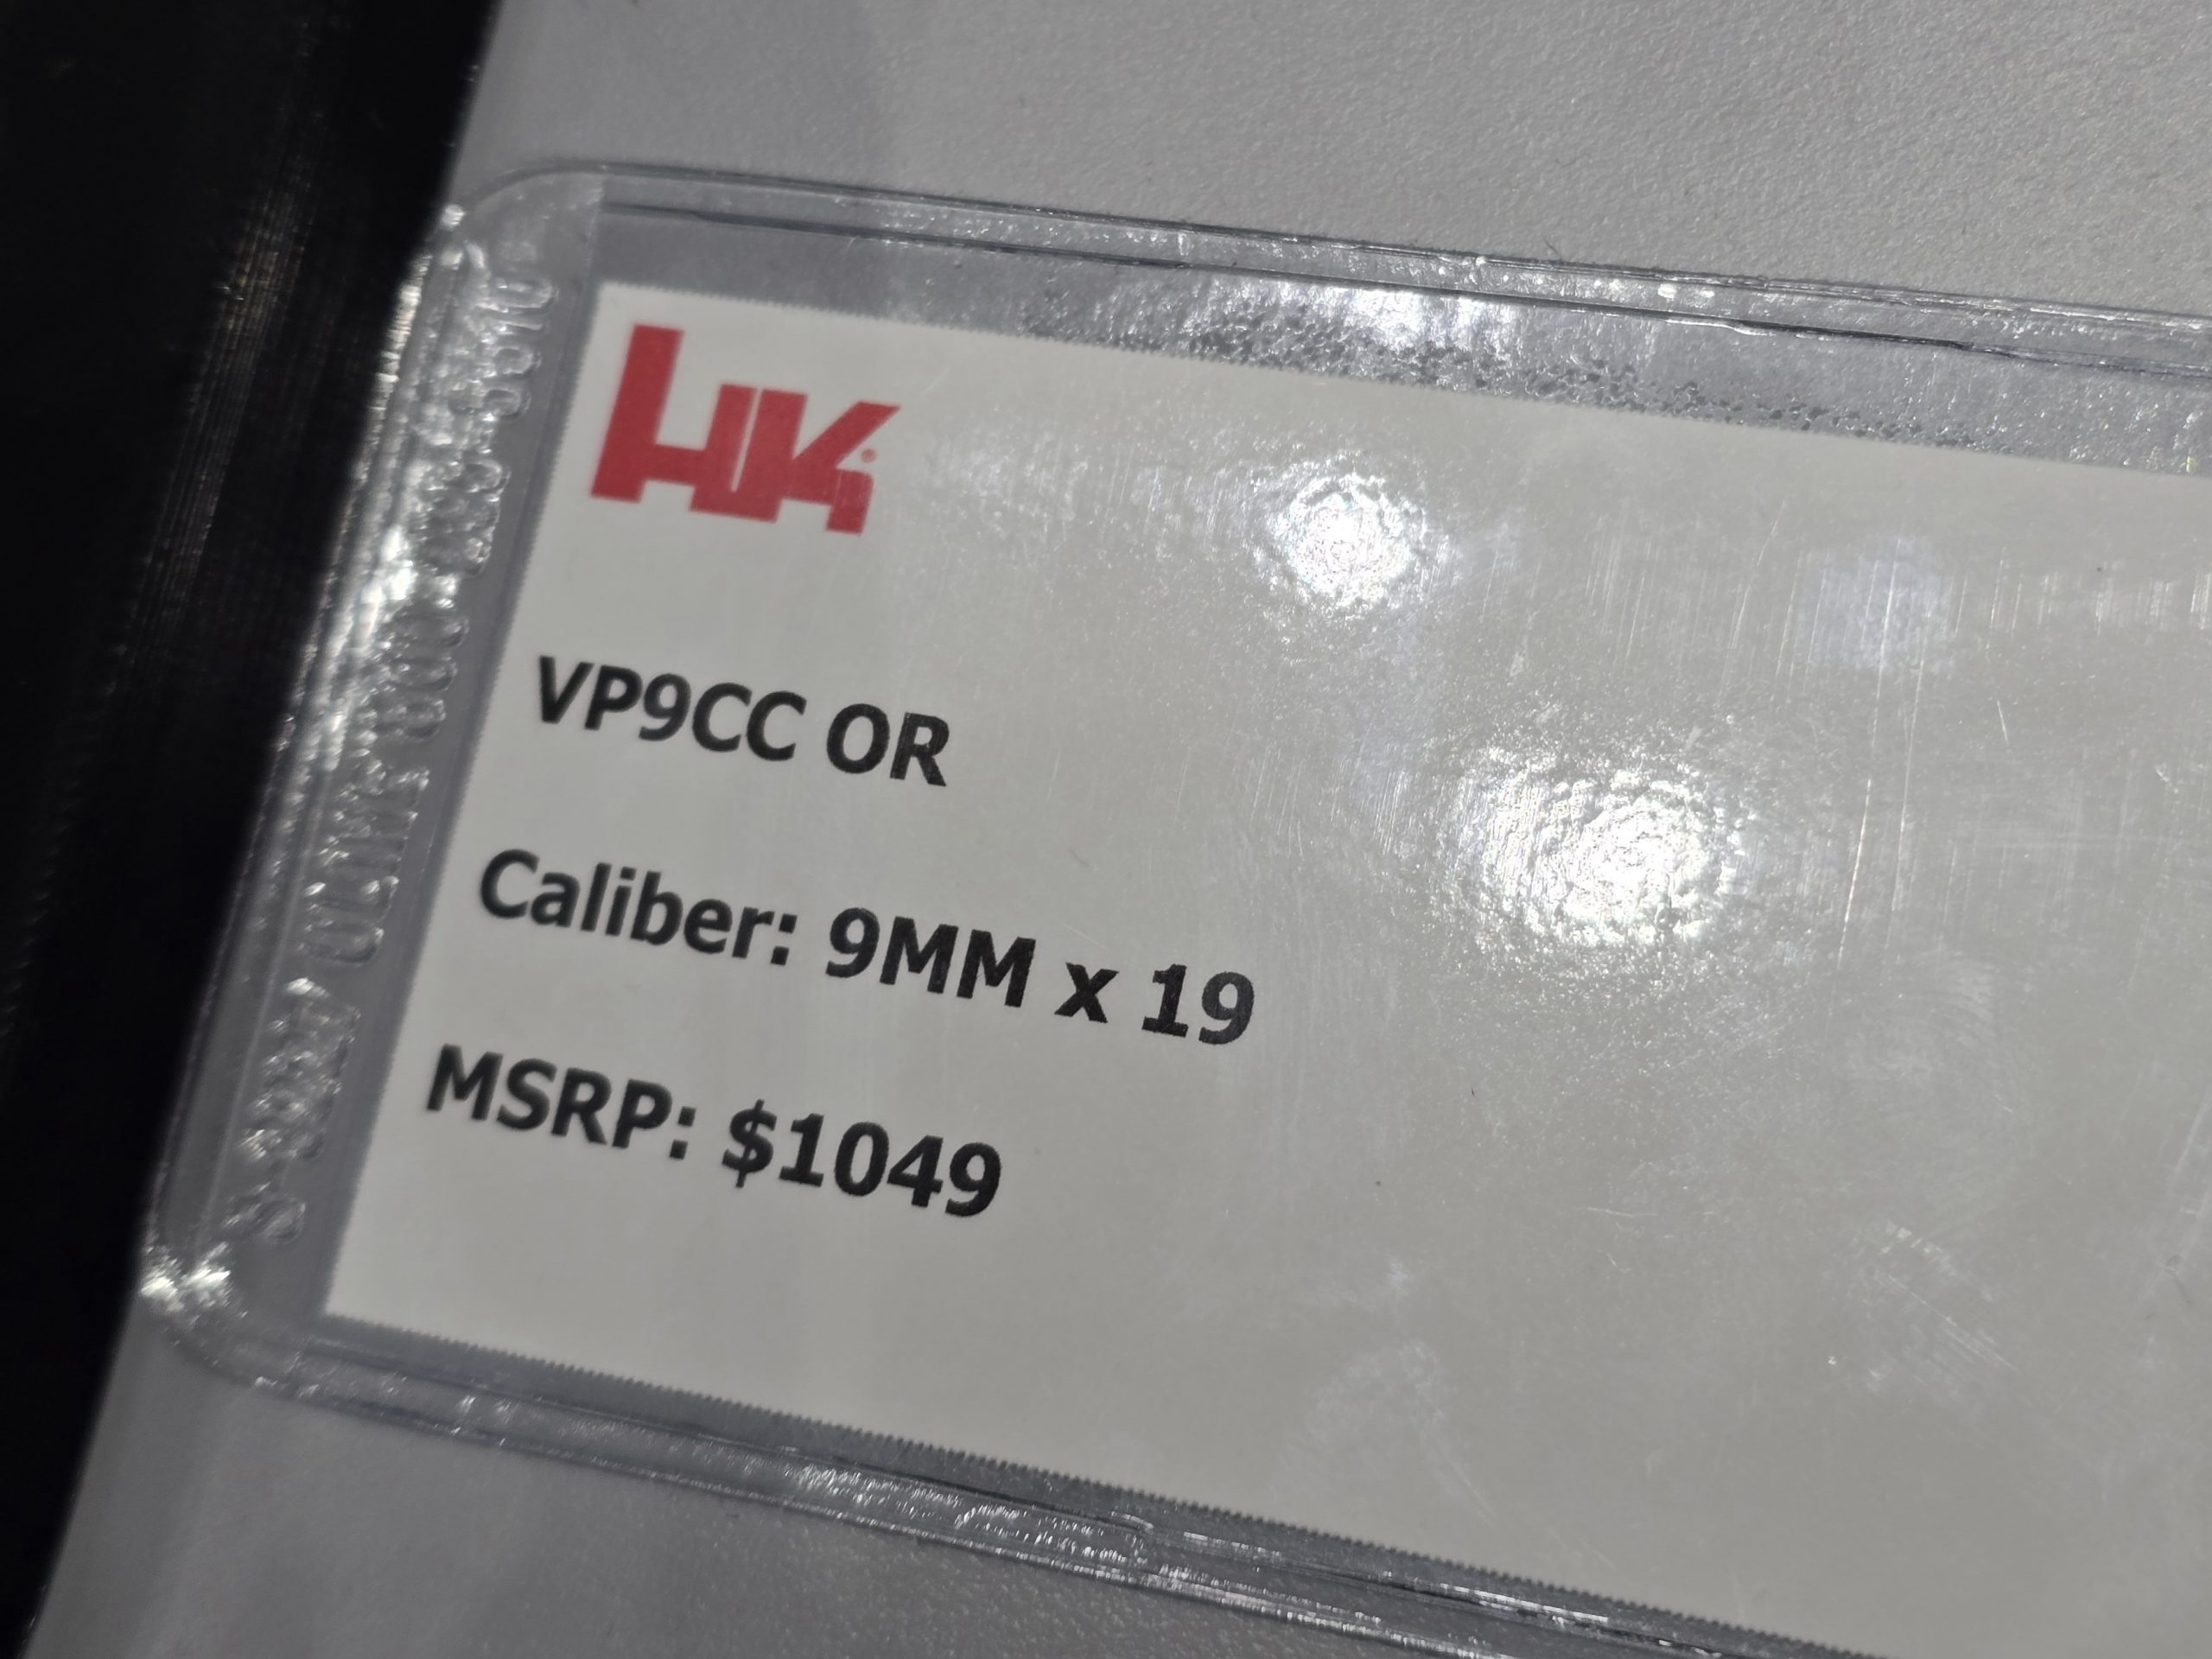 HK
VP9CC OR
Caliber: 9MM x 19
MSRP: $1049